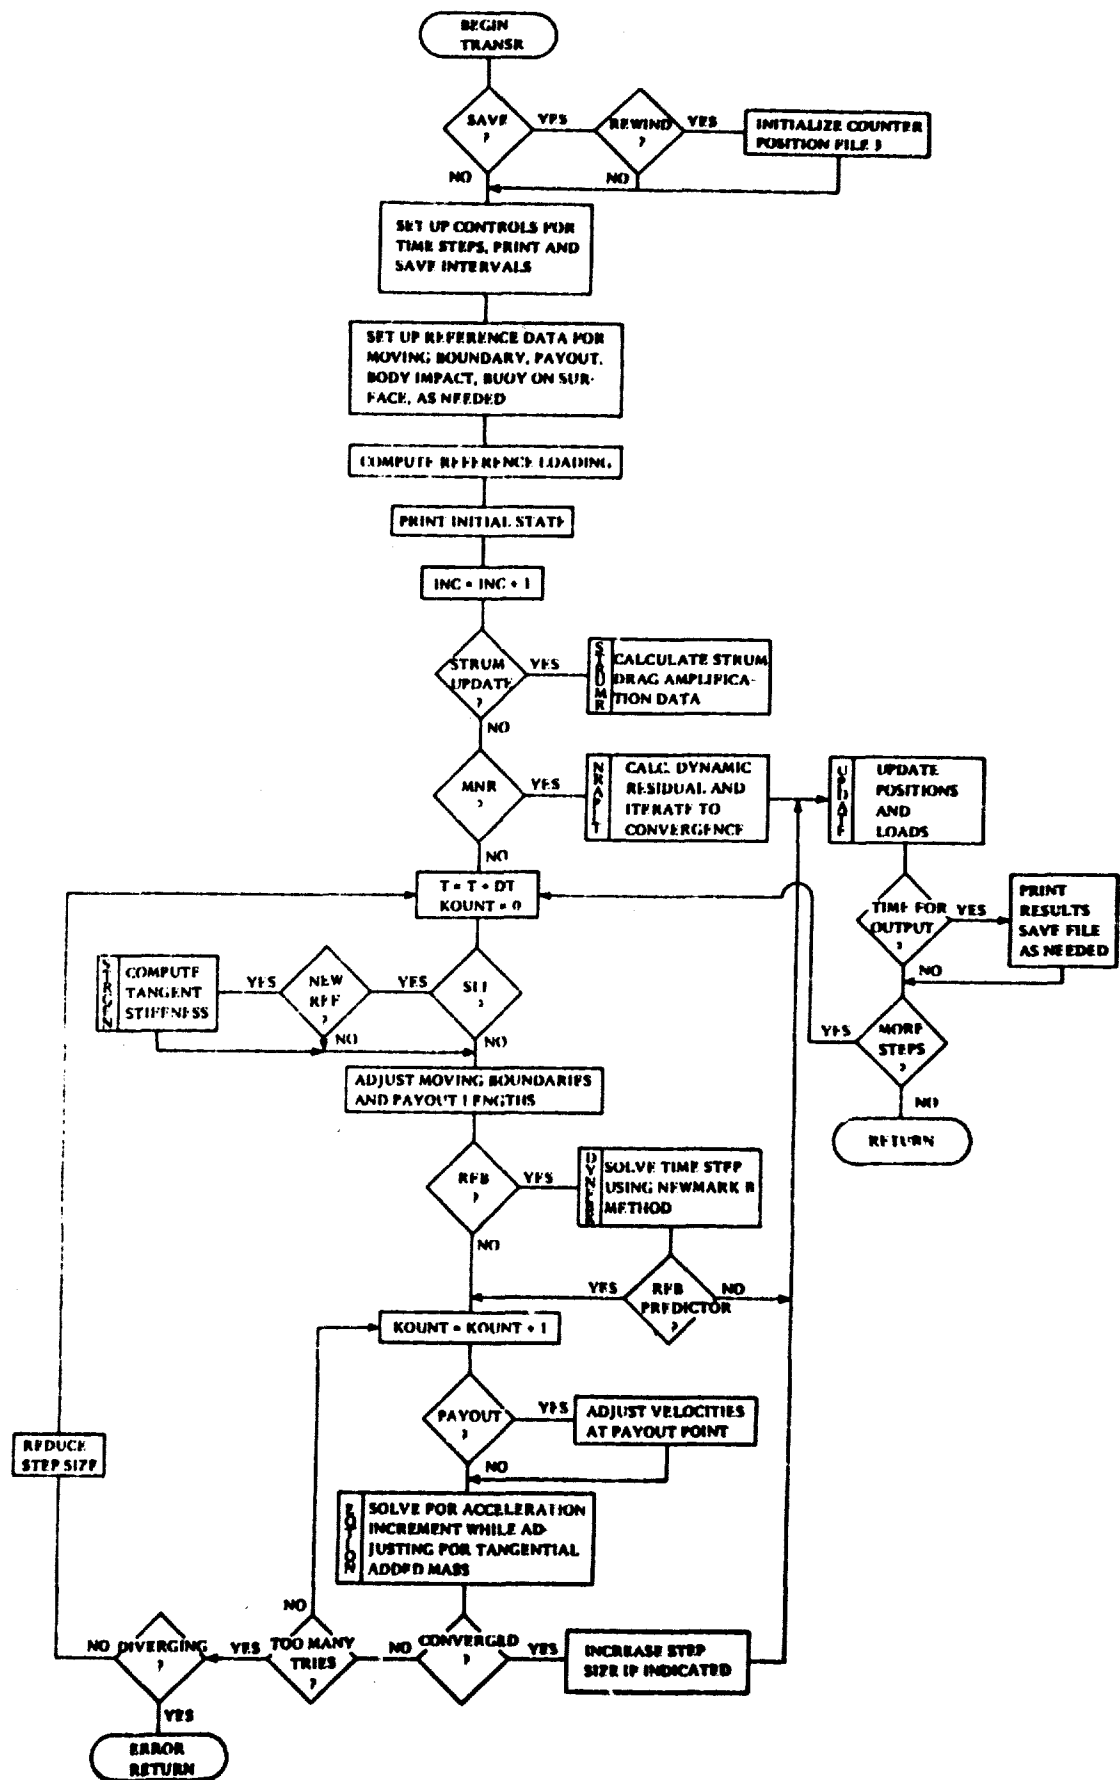 BEGIN
TRANSR
SAVE
?
YES
REWIND
?
YES
INITIALIZE COUNTER
POSITION FILE 3
NO
NO
SET UP CONTROLS FOR
TIME STEPS, PRINT AND
SAVE INTERVALS
SET UP REFERENCE DATA FOR
MOVING BOUNDARY, PAYOUT,
BODY IMPACT, BUOY ON SUR-
FACE, AS NEEDED
COMPUTE REFERENCE LOADING
PRINT INITIAL STATE
INC = INC + 1
STRUM
UPDATE
?
YES
STRUMR
CALCULATE STRUM
DRAG AMPLIFICA-
TION DATA
NO
MNR
?
YES
CALC. DYNAMIC
RESIDUAL AND
ITERATE TO
CONVERGENCE
UPDATE
UPDATE
POSITIONS
AND
LOADS
NO
T = T + DT
KOUNT = 0
TIME FOR
OUTPUT
?
YES
PRINT
RESULTS
SAVE FILE
AS NEEDED
NO
COMPUTE
TANGENT
STIFFNESS
YES
NEW
REF
?
YES
?
NO
NO
YES
MORE
STEPS
?
NO
RETURN
ADJUST MOVING BOUNDARIES
AND PAYOUT LENGTHS
RFB
?
YES
SOLVE TIME STEP
USING NEWMARK B
METHOD
NO
YES
RFB
PREDICTOR
?
NO
KOUNT = KOUNT + 1
PAYOUT
?
YES
ADJUST VELOCITIES
AT PAYOUT POINT
NO
REDUCE
STEP SIZE
SOLVE FOR ACCELERATION
INCREMENT WHILE AD-
JUSTING FOR TANGENTIAL
ADDED MASS
NO
NO
DIVERGING
?
YES
TOO MANY
TRIES
?
NO
CONVERGED
?
YES
INCREASE STEP
SIZE IF INDICATED
YES
ERROR
RETURN